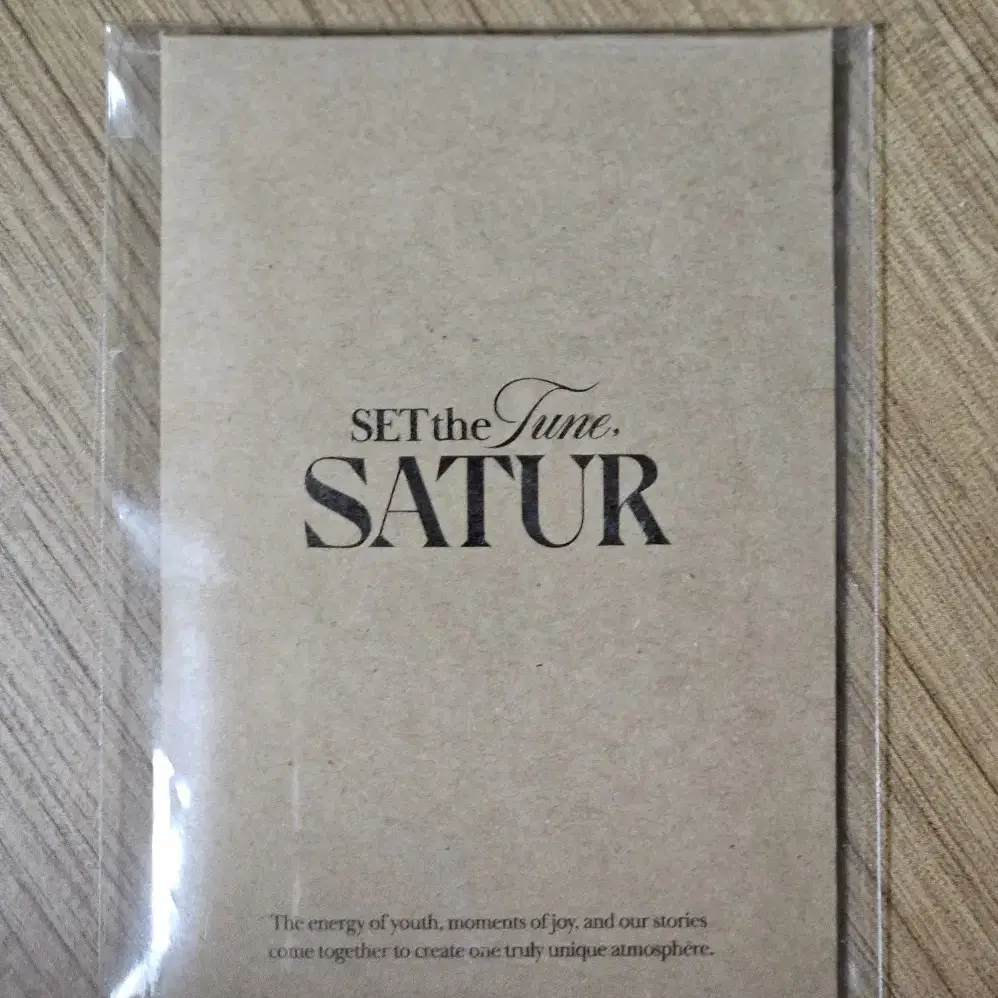 SET the Tune,
SATUR
The energy of youth, moments of joy, and our stories
come together to create one truly unique atmosphere.